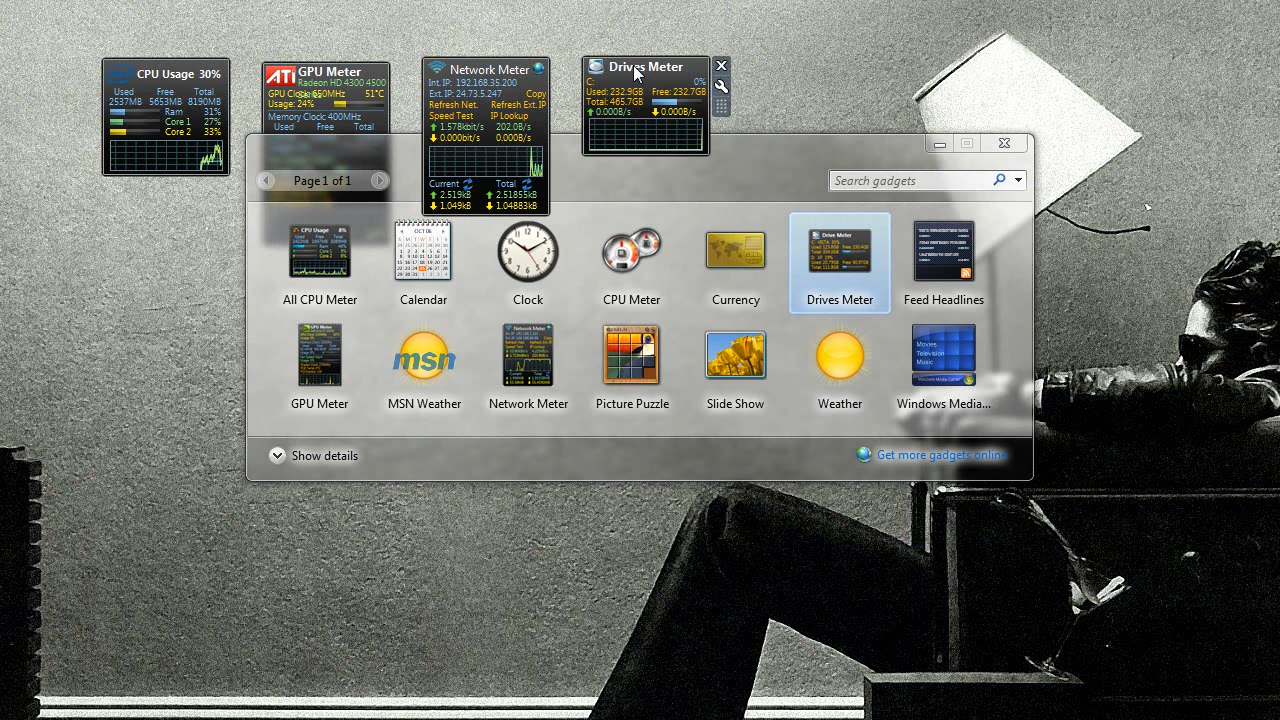 CPU Usage 30%
Used Free Total
2537MB 5653MB 8190MB
Ram 31%
Core 1 27%
Core 2 33%
ATI GPU Meter
Radeon HD 4300 4500
GPU Clock: 650MHz 51°C
Usage: 24%
Memory Clock: 400MHz
Used Free Total
Network Meter
Int. IP: 192.168.35.200
Ext. IP: 24.73.5.247 Copy
Refresh Net. Refresh Ext.IP
Speed Test IP Lookup
1.578kbit/s 202.0B/s
0.000bit/s 0.000B/s
Current Total
2.519kB 2.51855kB
1.049kB 1.04883kB
Drives Meter
C: 0%
Used: 232.9GB Free: 232.7GB
Total: 465.7GB
0.000B/s 0.000B/s
Page 1 of 1
Search gadgets
All CPU Meter
Calendar
Clock
CPU Meter
Currency
Drives Meter
Feed Headlines
GPU Meter
msn
MSN Weather
Network Meter
Picture Puzzle
Slide Show
Weather
Movies
Television
Music
Windows Media...
Show details
Get more gadgets online